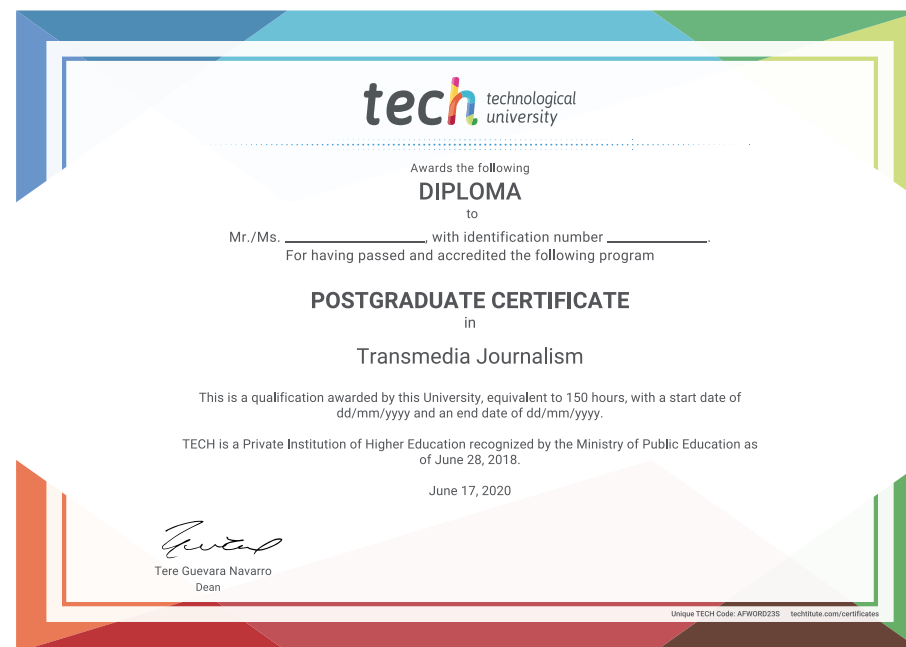 tech technological
university
Awards the following
DIPLOMA
to
Mr./Ms. ____________________, with identification number ______________.
For having passed and accredited the following program
POSTGRADUATE CERTIFICATE
in
Transmedia Journalism
This is a qualification awarded by this University, equivalent to 150 hours, with a start date of
dd/mm/yyyy and an end date of dd/mm/yyyy.
TECH is a Private Institution of Higher Education recognized by the Ministry of Public Education as
of June 28, 2018.
June 17, 2020
Tere Guevara Navarro
Dean
Unique TECH Code: AFWORD23S techtitute.com/certificates